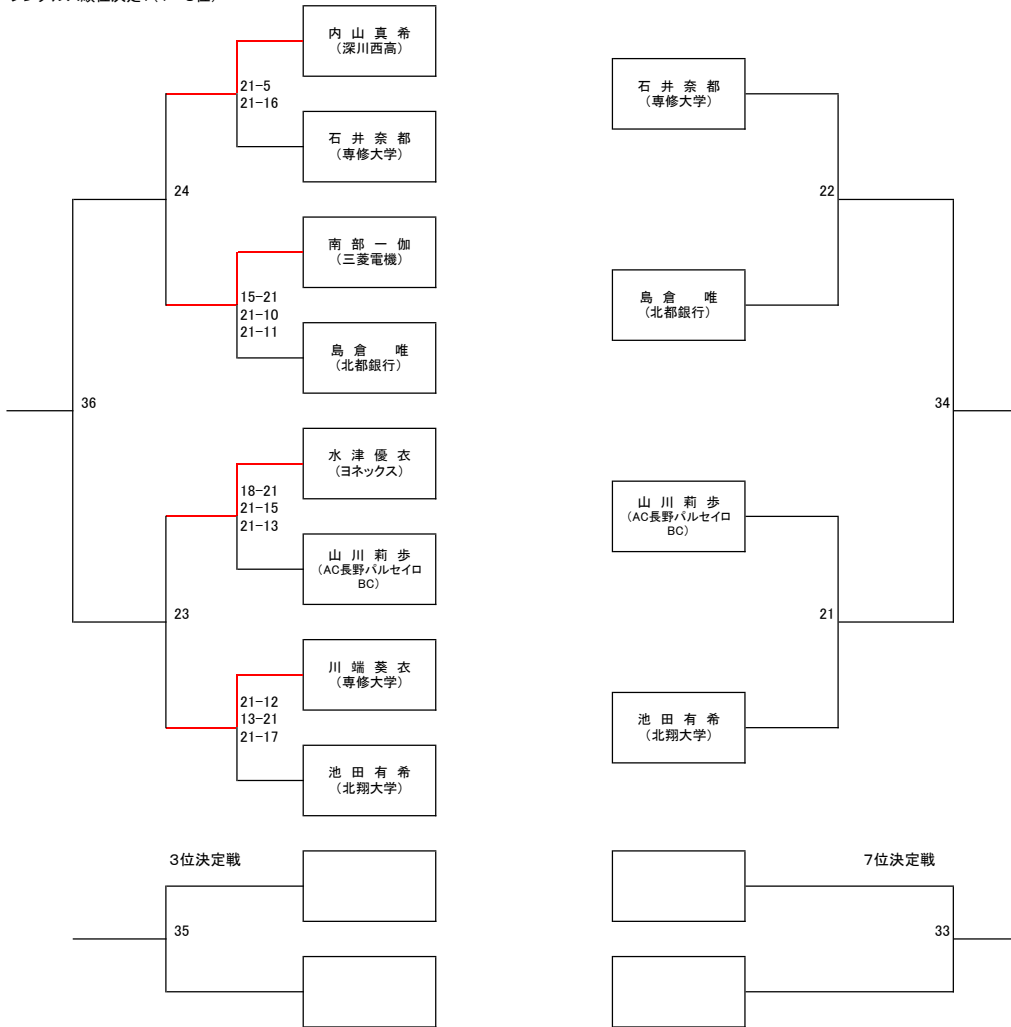 内 山 真 希
(深川西高)
21-5
21-16
石 井 奈 都
(専修大学)
24
南 部 一 伽
(三菱電機)
15-21
21-10
21-11
島 倉 唯
(北都銀行)
36
水 津 優 衣
(ヨネックス)
18-21
21-15
21-13
山 川 莉 歩
(AC長野パルセイロ
BC)
23
川 端 葵 衣
(専修大学)
21-12
13-21
21-17
池 田 有 希
(北翔大学)
3位決定戦
35
石 井 奈 都
(専修大学)
22
島 倉 唯
(北都銀行)
34
山 川 莉 歩
(AC長野パルセイロ
BC)
21
池 田 有 希
(北翔大学)
7位決定戦
33